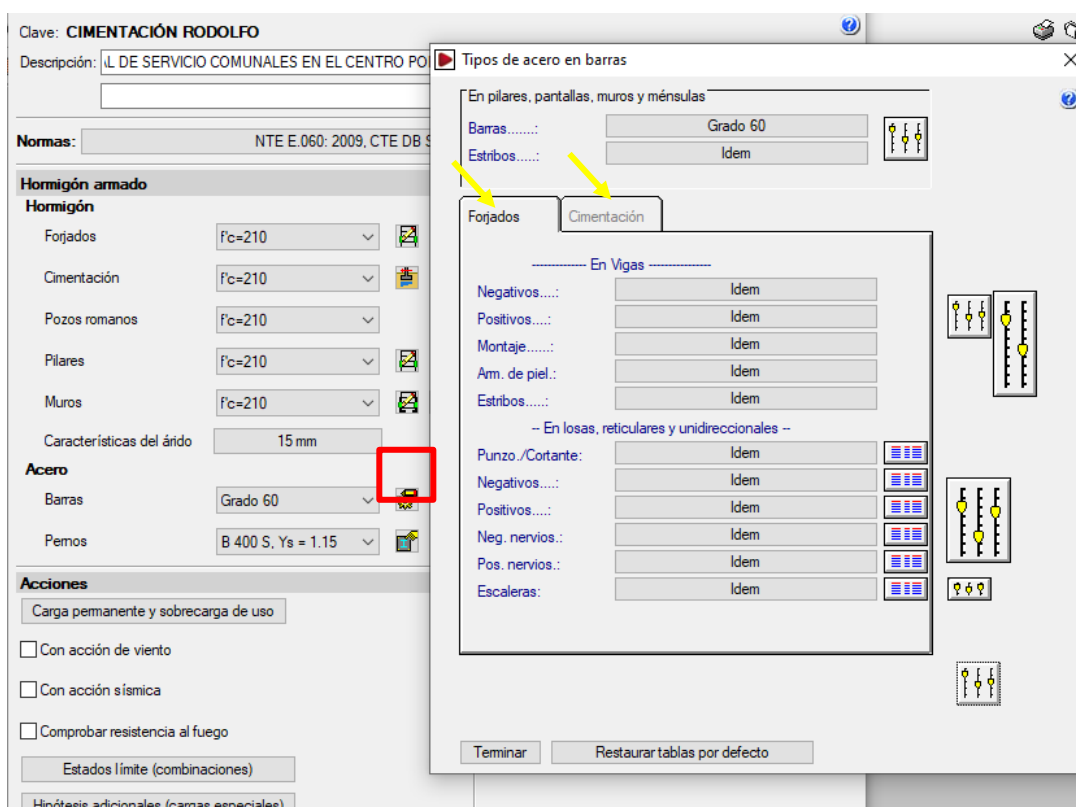 Clave: CIMENTACIÓN RODOLFO
Descripción: AL DE SERVICIO COMUNALES EN EL CENTRO PO
Normas: NTE E.060: 2009, CTE DB S
Hormigón armado
Hormigón
Forjados f'c=210
Cimentación f'c=210
Pozos romanos f'c=210
Pilares f'c=210
Muros f'c=210
Características del árido 15 mm
Acero
Barras Grado 60
Pernos B 400 S, Ys = 1.15
Acciones
Carga permanente y sobrecarga de uso
Con acción de viento
Con acción sísmica
Comprobar resistencia al fuego
Estados límite (combinaciones)
Hipótesis adicionales (cargas especiales)
Tipos de acero en barras
En pilares, pantallas, muros y ménsulas
Barras.......: Grado 60
Estribos.....: Idem
Forjados Cimentación
-------------- En Vigas ----------------
Negativos....: Idem
Positivos....: Idem
Montaje......: Idem
Arm. de piel.: Idem
Estribos.....: Idem
-- En losas, reticulares y unidireccionales --
Punzo./Cortante: Idem
Negativos....: Idem
Positivos....: Idem
Neg. nervios.: Idem
Pos. nervios.: Idem
Escaleras: Idem
Terminar Restaurar tablas por defecto